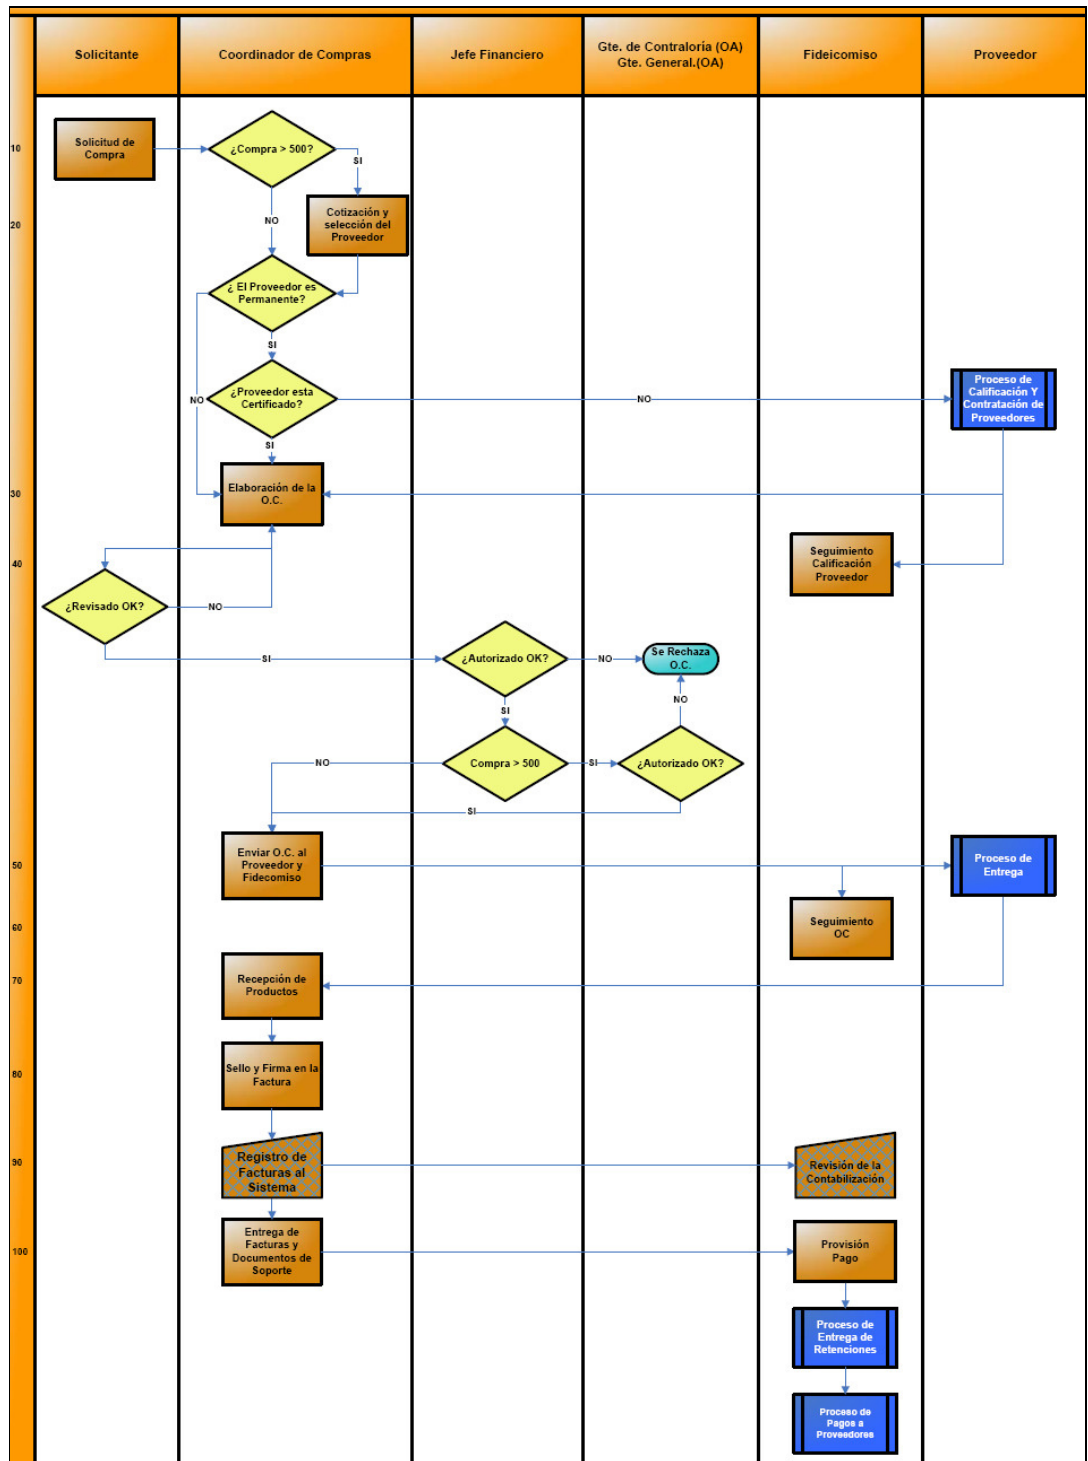 Solicitante
Coordinador de Compras
Jefe Financiero
Gte. de Contraloría (OA)
Gte. General.(OA)
Fideicomiso
Proveedor
10
Solicitud de
Compra
¿Compra > 500?
SI
NO
20
Cotización y
selección del
Proveedor
¿ El Proveedor es
Permanente?
SI
NO
¿Proveedor esta
Certificado?
NO
Proceso de
Calificación Y
Contratación de
Proveedores
SI
30
Elaboración de la
O.C.
40
Seguimiento
Calificación
Proveedor
¿Revisado OK?
NO
SI
¿Autorizado OK?
NO
Se Rechaza
O.C.
SI
NO
NO
Compra > 500
SI
¿Autorizado OK?
SI
50
Enviar O.C. al
Proveedor y
Fidecomiso
Proceso de
Entrega
60
Seguimiento
OC
70
Recepción de
Productos
80
Sello y Firma en la
Factura
90
Registro de
Facturas al
Sistema
Revisión de la
Contabilización
100
Entrega de
Facturas y
Documentos de
Soporte
Provisión
Pago
Proceso de
Entrega de
Retenciones
Proceso de
Pagos a
Proveedores